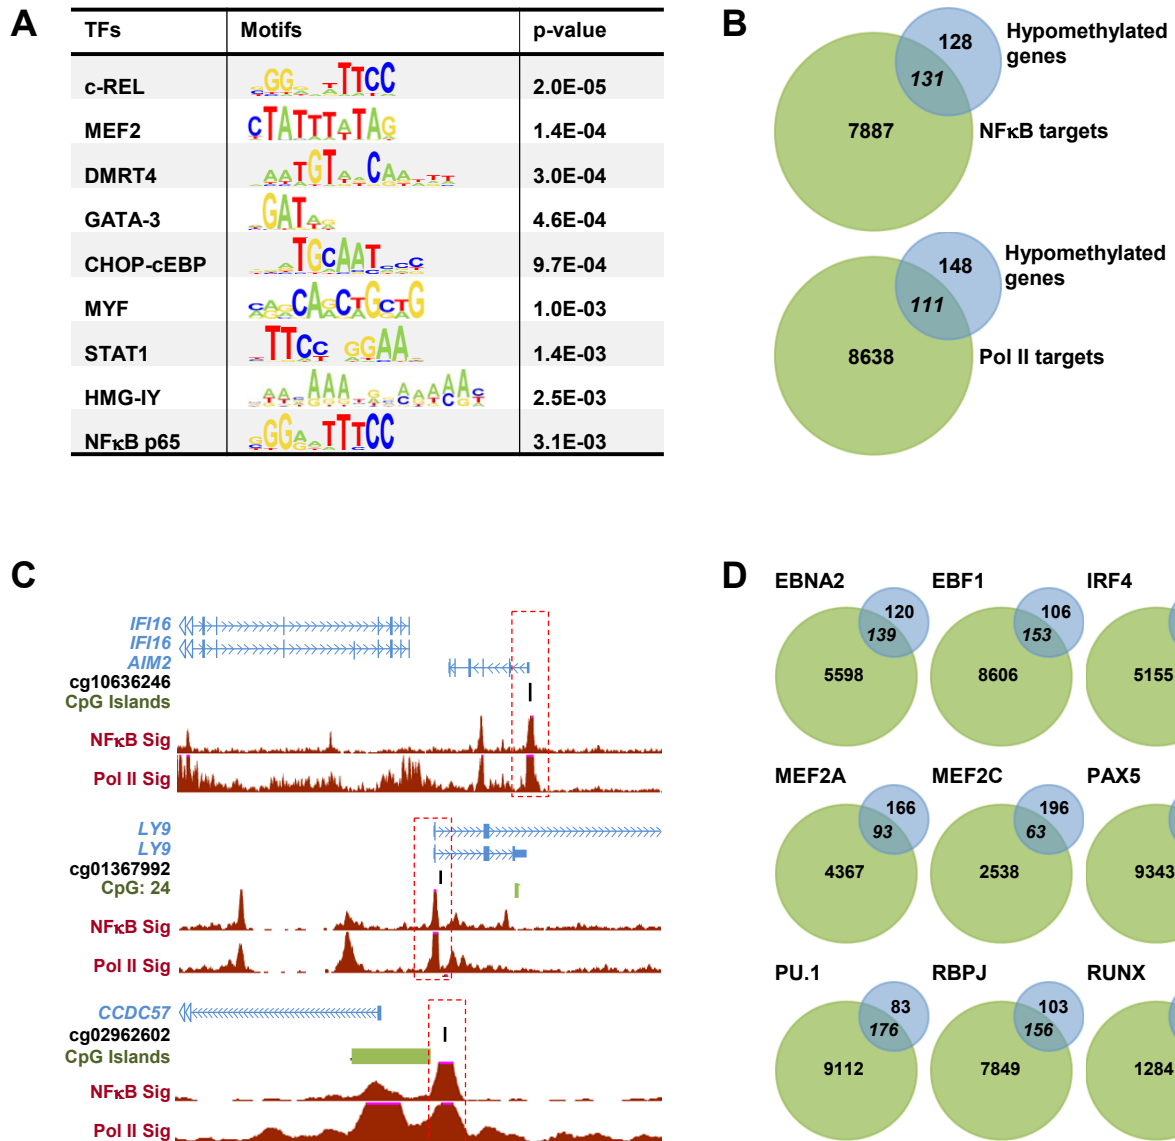 A
TFs Motifs p-value
c-REL 2.0E-05
MEF2 CTATTTATAG 1.4E-04
DMRT4 3.0E-04
GATA-3 4.6E-04
CHOP-cEBP 9.7E-04
MYF 1.0E-03
STAT1 1.4E-03
HMG-IY 2.5E-03
NFκB p65 3.1E-03
B
128
Hypomethylated
genes
131
7887
NFκB targets
148
Hypomethylated
genes
111
8638
Pol II targets
C
IFI16
IFI16
AIM2
cg10636246
CpG Islands
NFκB Sig
Pol II Sig
LY9
LY9
cg01367992
CpG: 24
NFκB Sig
Pol II Sig
CCDC57
cg02962602
CpG Islands
NFκB Sig
Pol II Sig
D
EBNA2 EBF1 IRF4
120 106
139 153
5598 8606 5155
MEF2A MEF2C PAX5
166 196
93 63
4367 2538 9343
PU.1 RBPJ RUNX
83 103
176 156
9112 7849 1284